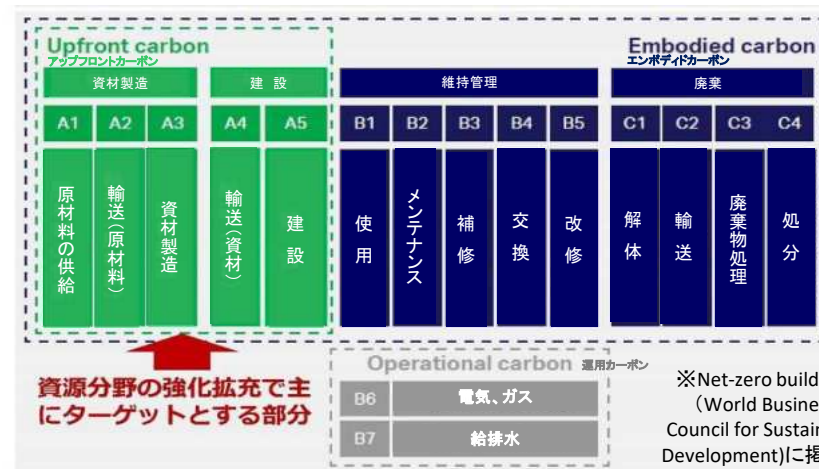 Upfront carbon
アップフロントカーボン
Embodied carbon
エンボディドカーボン
資材製造
建 設
維持管理
廃棄
A1 A2 A3 A4 A5 B1 B2 B3 B4 B5 C1 C2 C3 C4
原材料の供給
輸送(原材料)
資材製造
輸送(資材)
建設
使用
メンテナンス
補修
交換
改修
解体
輸送
廃棄物処理
処分
資源分野の強化拡充で主
にターゲットとする部分
Operational carbon 運用カーボン
B6 電気、ガス
B7 給排水
※Net-zero build
(World Busine
Council for Sustain
Development)に掲